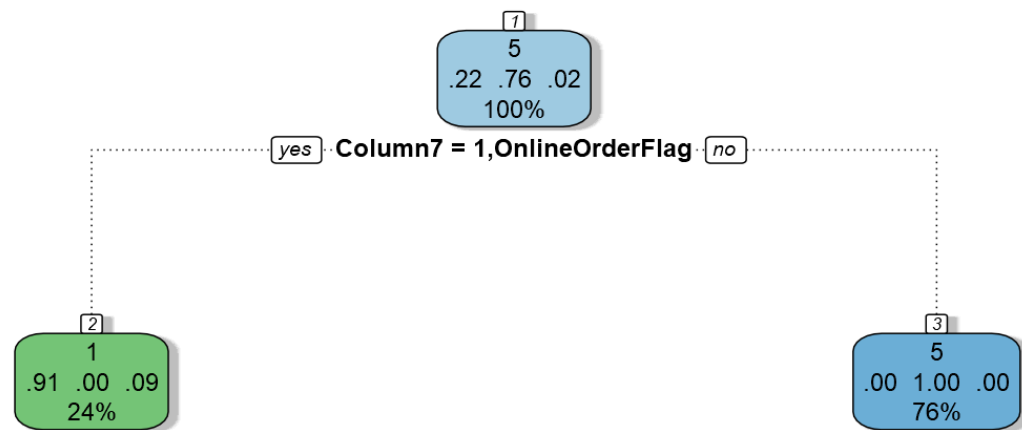 1
5
.22 .76 .02
100%
yes Column7 = 1,OnlineOrderFlag no
2
1
.91 .00 .09
24%
3
5
.00 1.00 .00
76%